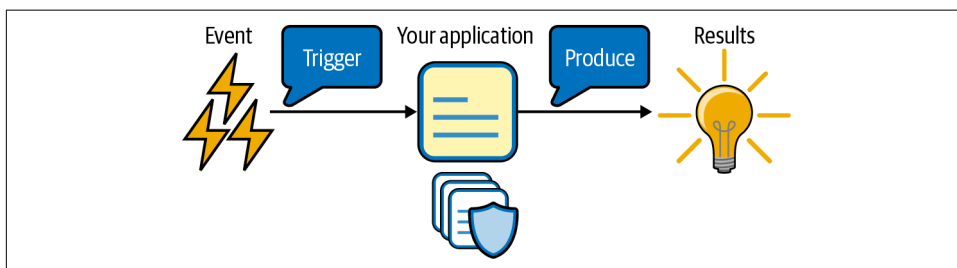 Event
Trigger
Your application
Produce
Results